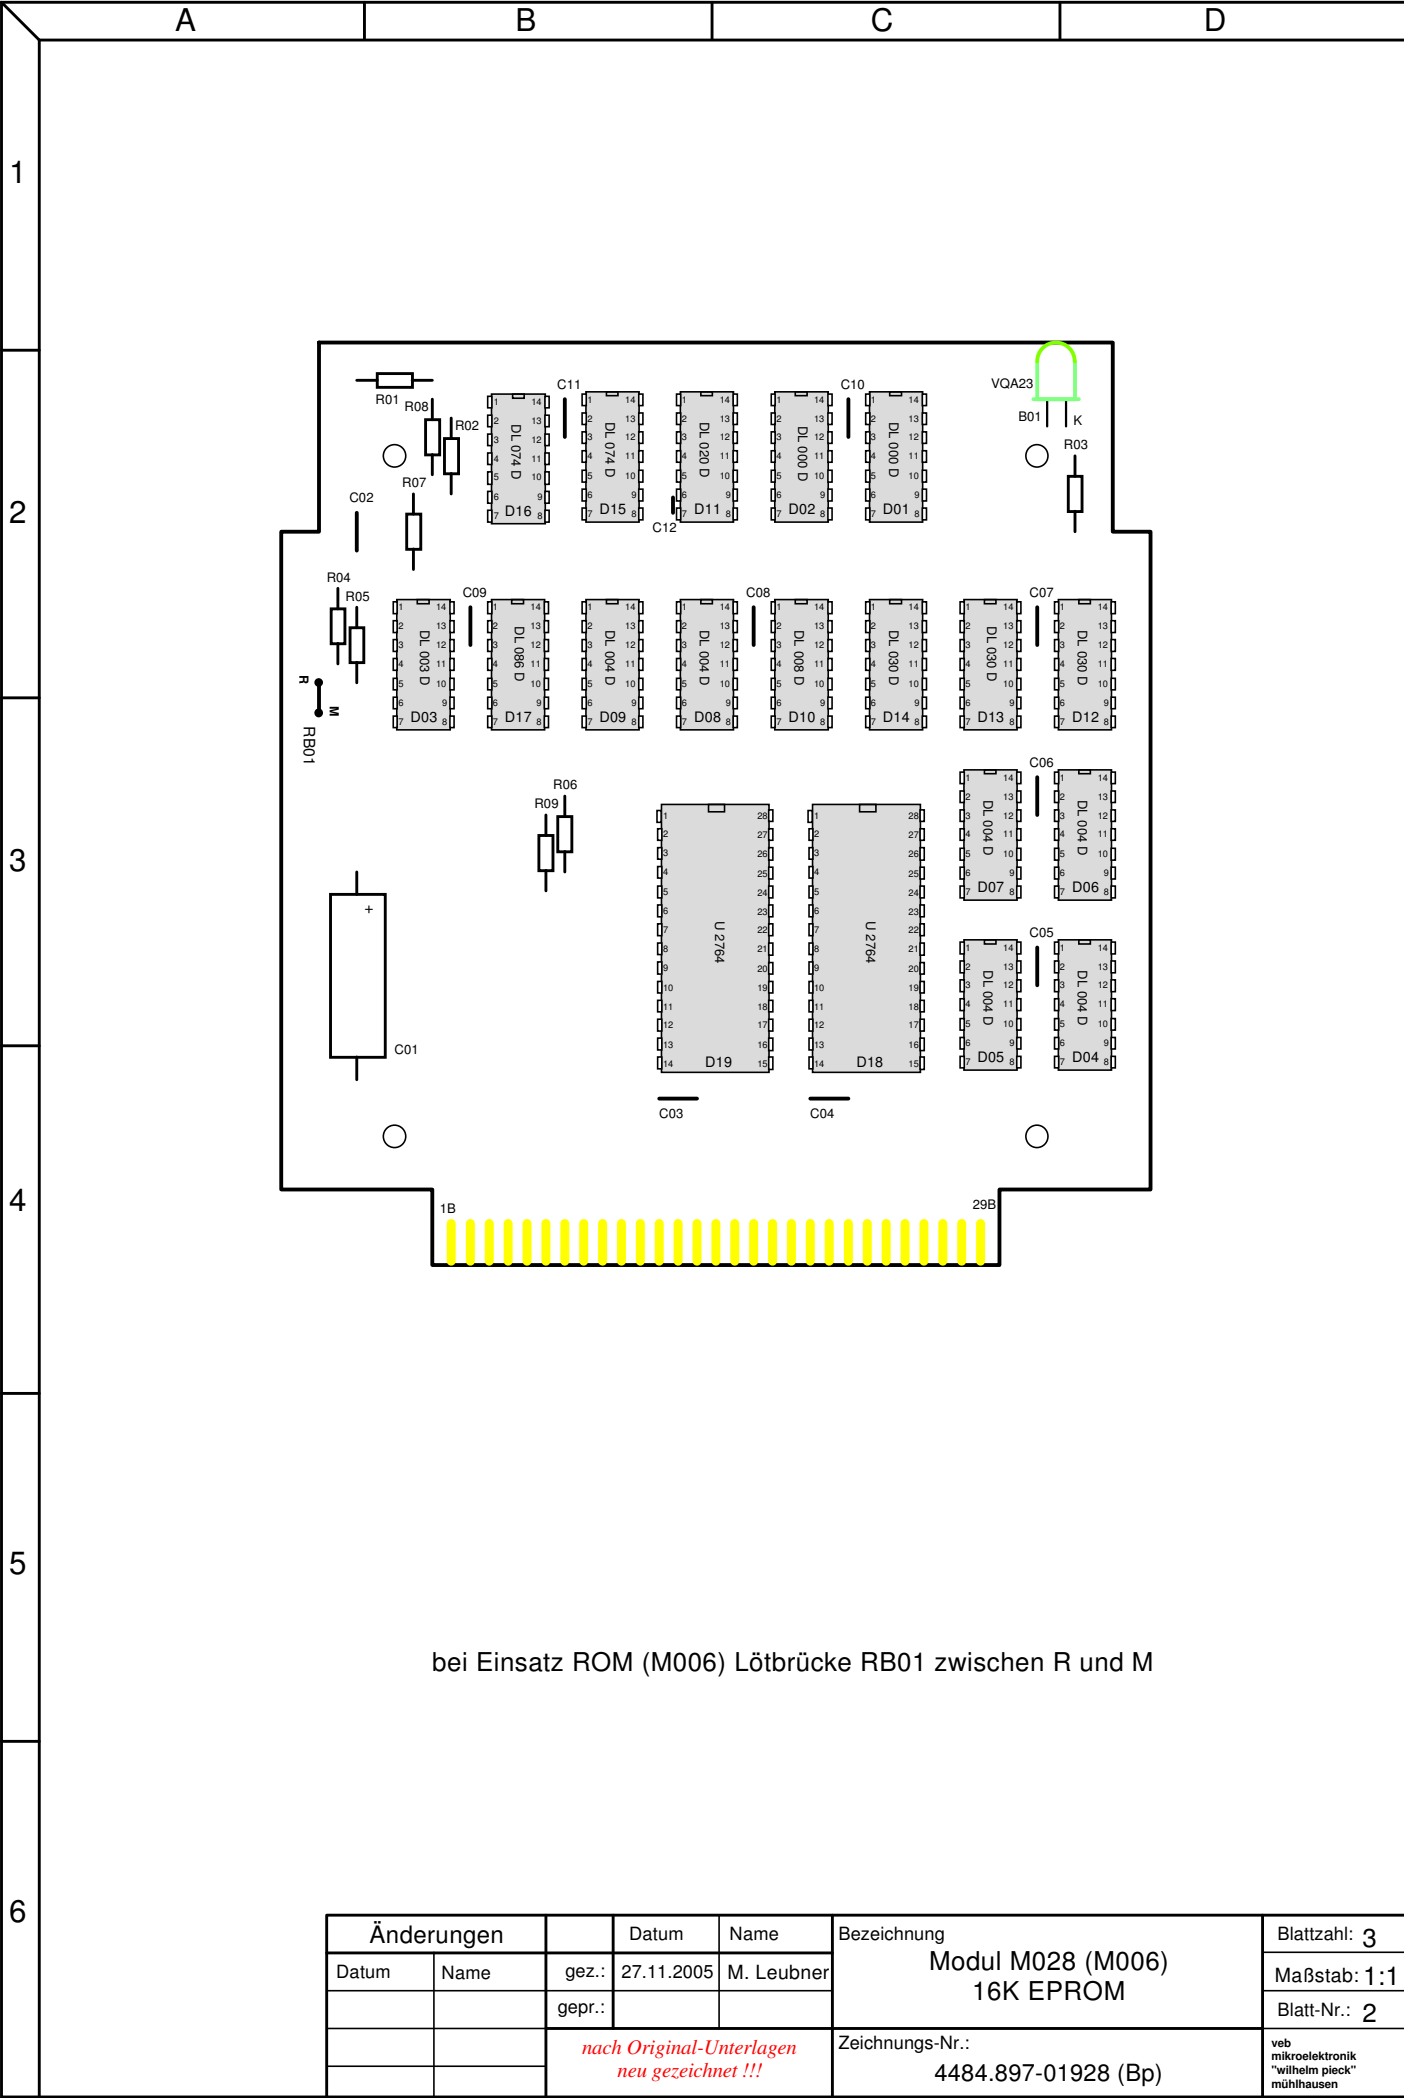 A B C D
1
2
3
4
5
6
R01
R08
R02
R07
C02
R04
R05
R
M
RB01
C11
C10
C12
VQA23
B01 K
R03
DL 074 D
D16
DL 074 D
D15
DL 020 D
D11
DL 000 D
D02
DL 000 D
D01
C09
C08
C07
DL 003 D
D03
DL 086 D
D17
DL 004 D
D09
DL 004 D
D08
DL 008 D
D10
DL 030 D
D14
DL 030 D
D13
DL 030 D
D12
R06
R09
C06
DL 004 D
D07
DL 004 D
D06
U 2764
D19
U 2764
D18
C05
DL 004 D
D05
DL 004 D
D04
+
C01
C03
C04
1B
29B
bei Einsatz ROM (M006) Lötbrücke RB01 zwischen R und M
Änderungen
Datum Name
Datum Name
gez.: 27.11.2005 M. Leubner
gepr.:
nach Original-Unterlagen
neu gezeichnet !!!
Bezeichnung
Modul M028 (M006)
16K EPROM
Zeichnungs-Nr.:
4484.897-01928 (Bp)
Blattzahl: 3
Maßstab: 1:1
Blatt-Nr.: 2
veb
mikroelektronik
"wilhelm pieck"
mühlhausen